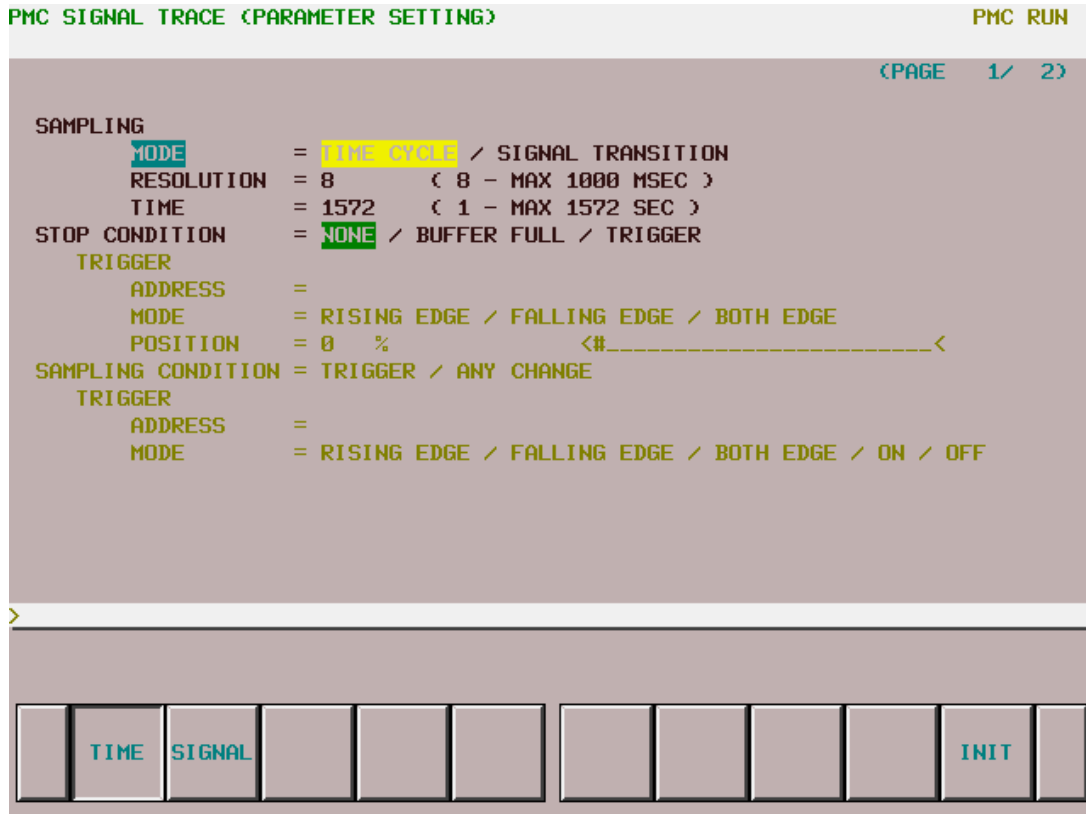 PMC SIGNAL TRACE (PARAMETER SETTING) PMC RUN
(PAGE 1/ 2)
SAMPLING
MODE = TIME CYCLE / SIGNAL TRANSITION
RESOLUTION = 8 ( 8 - MAX 1000 MSEC )
TIME = 1572 ( 1 - MAX 1572 SEC )
STOP CONDITION = NONE / BUFFER FULL / TRIGGER
TRIGGER
ADDRESS =
MODE = RISING EDGE / FALLING EDGE / BOTH EDGE
POSITION = 0 % <#________________________<
SAMPLING CONDITION = TRIGGER / ANY CHANGE
TRIGGER
ADDRESS =
MODE = RISING EDGE / FALLING EDGE / BOTH EDGE / ON / OFF
>
TIME SIGNAL INIT